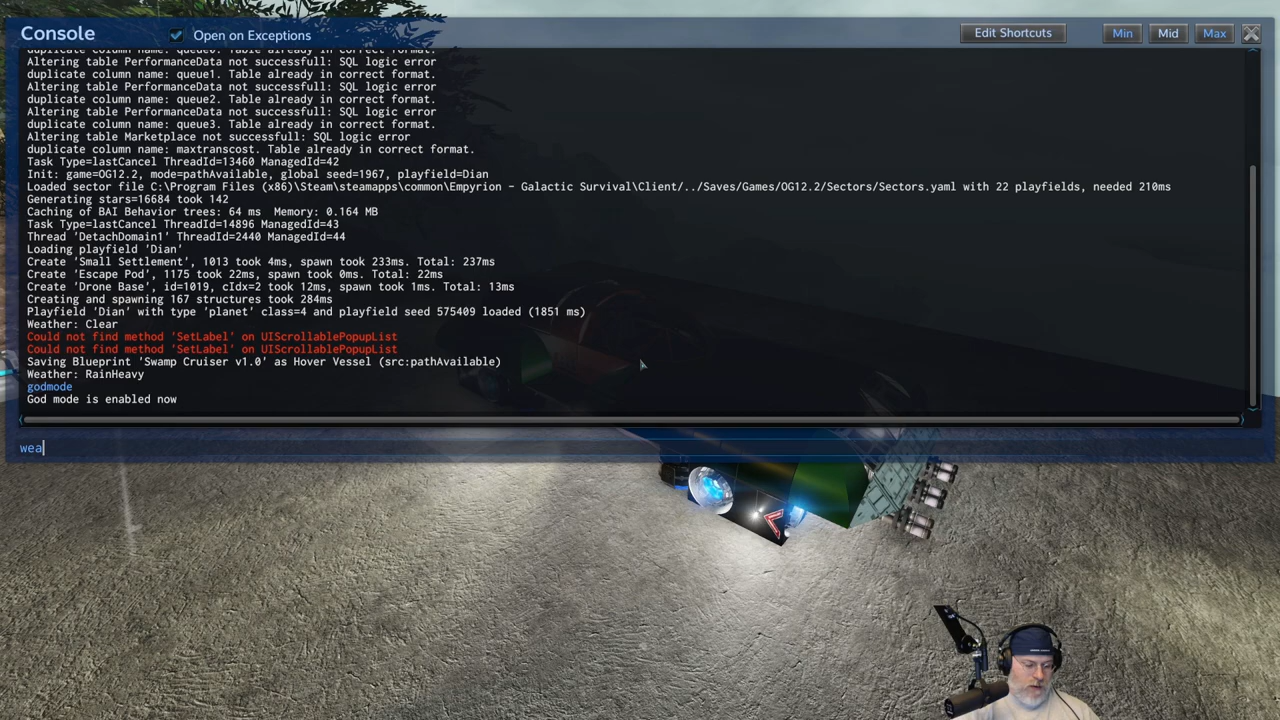 Console
Open on Exceptions
Edit Shortcuts
Min
Mid
Max
duplicate column name: queue0. Table already in correct format.
Altering table PerformanceData not successfull: SQL logic error
duplicate column name: queue1. Table already in correct format.
Altering table PerformanceData not successfull: SQL logic error
duplicate column name: queue2. Table already in correct format.
Altering table PerformanceData not successfull: SQL logic error
duplicate column name: queue3. Table already in correct format.
Altering table Marketplace not successfull: SQL logic error
duplicate column name: maxtranscost. Table already in correct format.
Task Type=lastCancel ThreadId=13460 ManagedId=42
Init: game=OG12.2, mode=pathAvailable, global seed=1967, playfield=Dian
Loaded sector file C:\Program Files (x86)\Steam\steamapps\common\Empyrion - Galactic Survival\Client/../Saves/Games/OG12.2/Sectors/Sectors.yaml with 22 playfields, needed 210ms
Generating stars=16684 took 142
Caching of BAI Behavior trees: 64 ms  Memory: 0.164 MB
Task Type=lastCancel ThreadId=14896 ManagedId=43
Thread 'DetachDomain1' ThreadId=2440 ManagedId=44
Loading playfield 'Dian'
Create 'Small Settlement', 1013 took 4ms, spawn took 233ms. Total: 237ms
Create 'Escape Pod', 1175 took 22ms, spawn took 0ms. Total: 22ms
Create 'Drone Base', id=1019, cIdx=2 took 12ms, spawn took 1ms. Total: 13ms
Creating and spawning 167 structures took 284ms
Playfield 'Dian' with type 'planet' class=4 and playfield seed 575409 loaded (1851 ms)
Weather: Clear
Could not find method 'SetLabel' on UIScrollablePopupList
Could not find method 'SetLabel' on UIScrollablePopupList
Saving Blueprint 'Swamp Cruiser v1.0' as Hover Vessel (src:pathAvailable)
Weather: RainHeavy
godmode
God mode is enabled now
wea